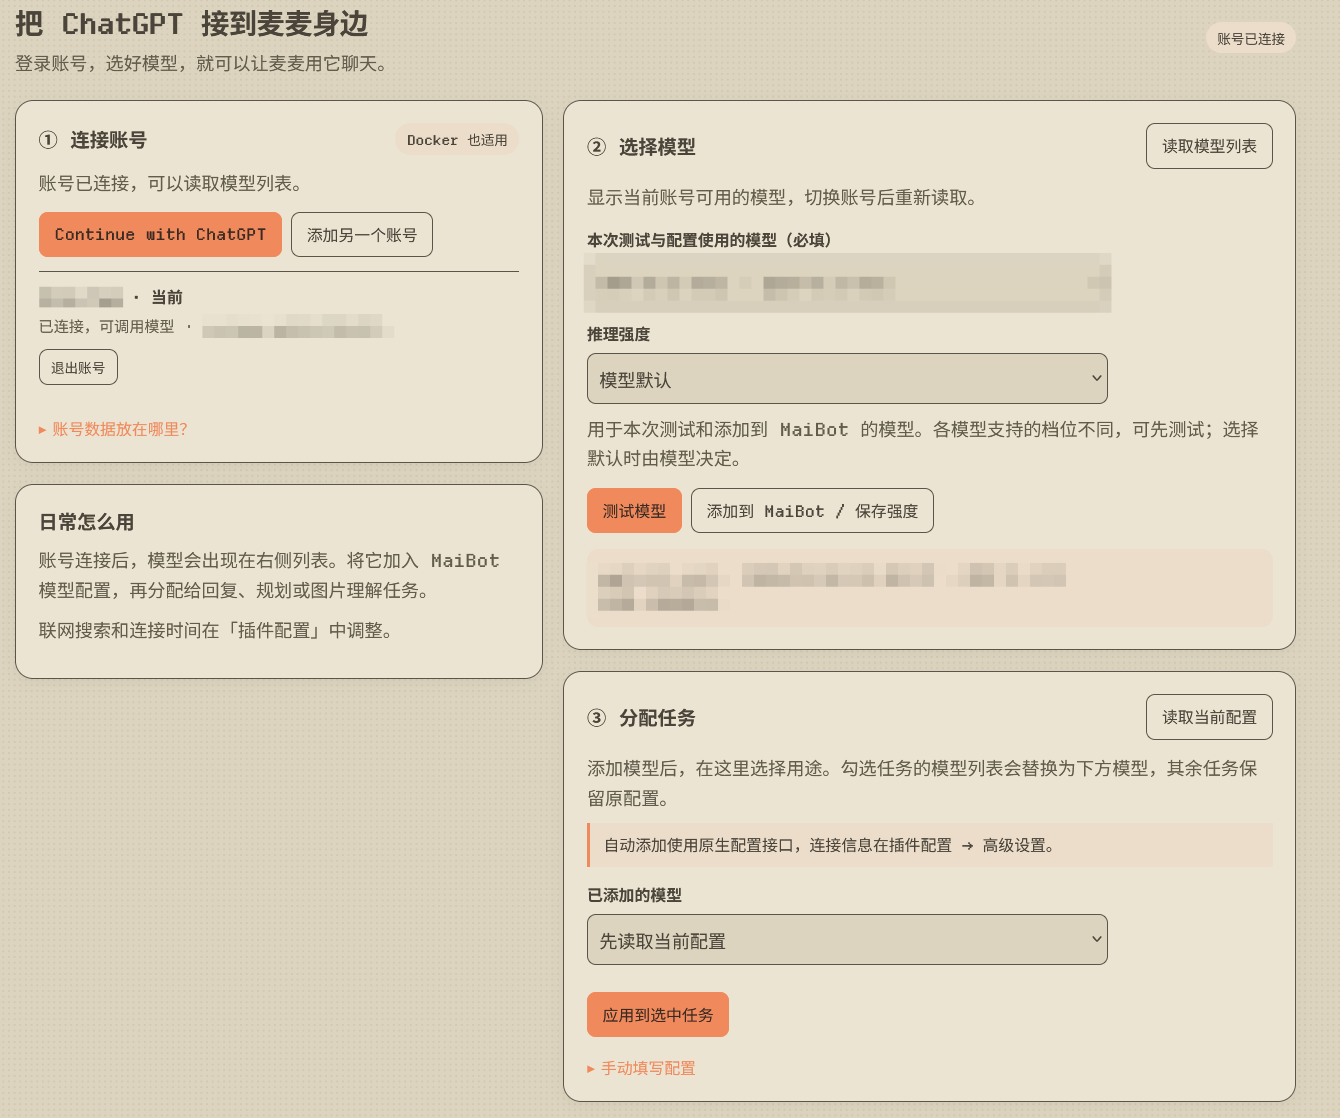 把 ChatGPT 接到麦麦身边
登录账号，选好模型，就可以让麦麦用它聊天。
账号已连接
① 连接账号
Docker 也适用
账号已连接，可以读取模型列表。
Continue with ChatGPT
添加另一个账号
· 当前
已连接，可调用模型 ·
退出账号
▸ 账号数据放在哪里？
日常怎么用
账号连接后，模型会出现在右侧列表。将它加入 MaiBot
模型配置，再分配给回复、规划或图片理解任务。
联网搜索和连接时间在「插件配置」中调整。
② 选择模型
读取模型列表
显示当前账号可用的模型，切换账号后重新读取。
本次测试与配置使用的模型（必填）
推理强度
模型默认
用于本次测试和添加到 MaiBot 的模型。各模型支持的档位不同，可先测试；选择
默认时由模型决定。
测试模型
添加到 MaiBot / 保存强度
③ 分配任务
读取当前配置
添加模型后，在这里选择用途。勾选任务的模型列表会替换为下方模型，其余任务保
留原配置。
自动添加使用原生配置接口，连接信息在插件配置 → 高级设置。
已添加的模型
先读取当前配置
应用到选中任务
▸ 手动填写配置